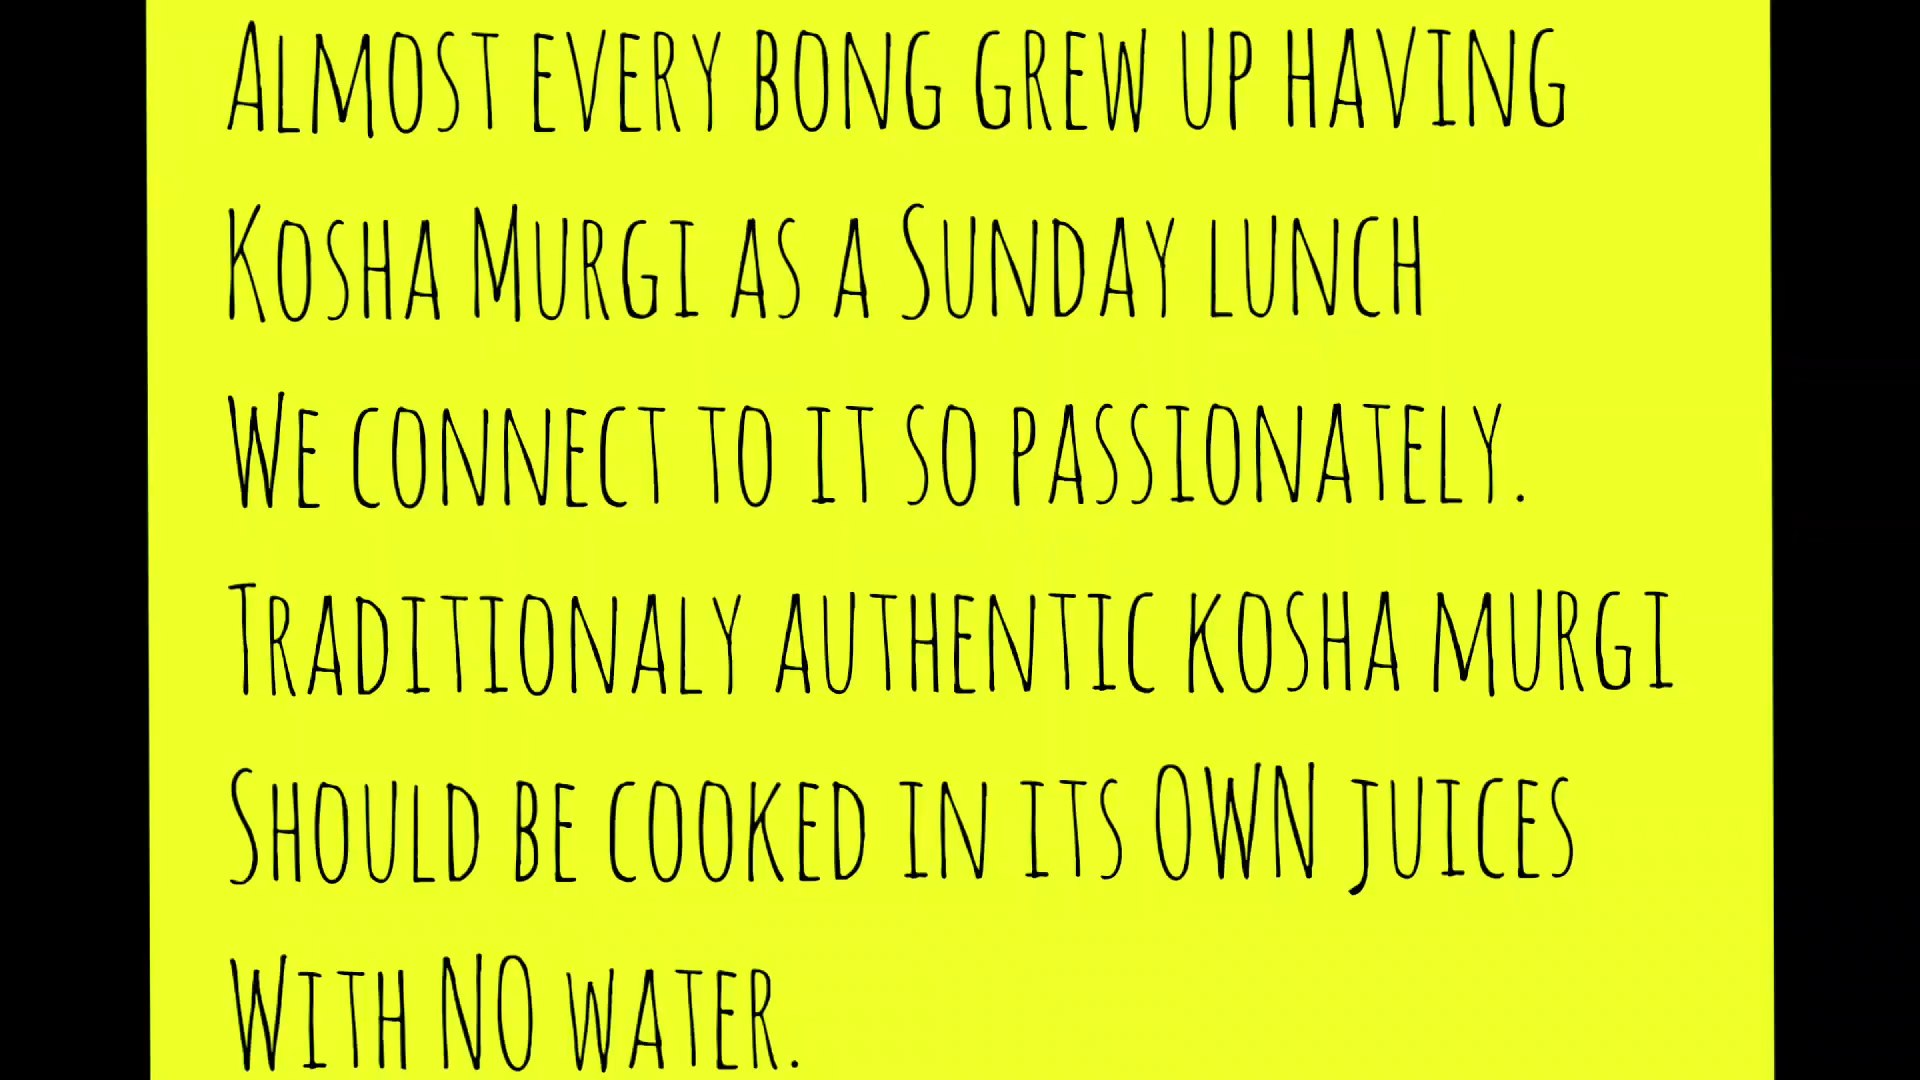 Almost every bong grew up having
Kosha Murgi as a Sunday lunch
We connect to it so passionately.
Traditionaly authentic kosha murgi
Should be cooked in its OWN juices
With NO water.